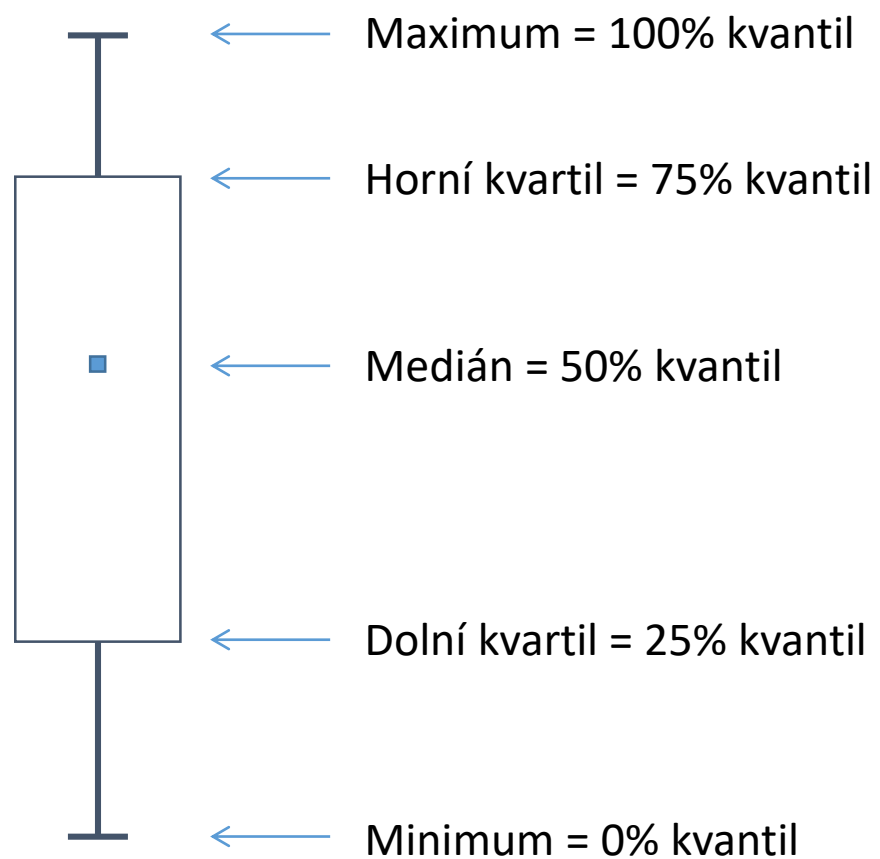 Maximum = 100% kvantil
Horní kvartil = 75% kvantil
Medián = 50% kvantil
Dolní kvartil = 25% kvantil
Minimum = 0% kvantil